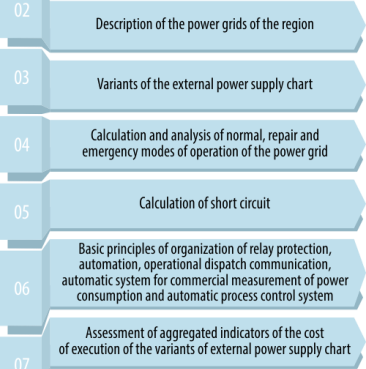 02
Description of the power grids of the region
03
Variants of the external power supply chart
04
Calculation and analysis of normal, repair and
emergency modes of operation of the power grid
05
Calculation of short circuit
06
Basic principles of organization of relay protection,
automation, operational dispatch communication,
automatic system for commercial measurement of power
consumption and automatic process control system
07
Assessment of aggregated indicators of the cost
of execution of the variants of external power supply chart